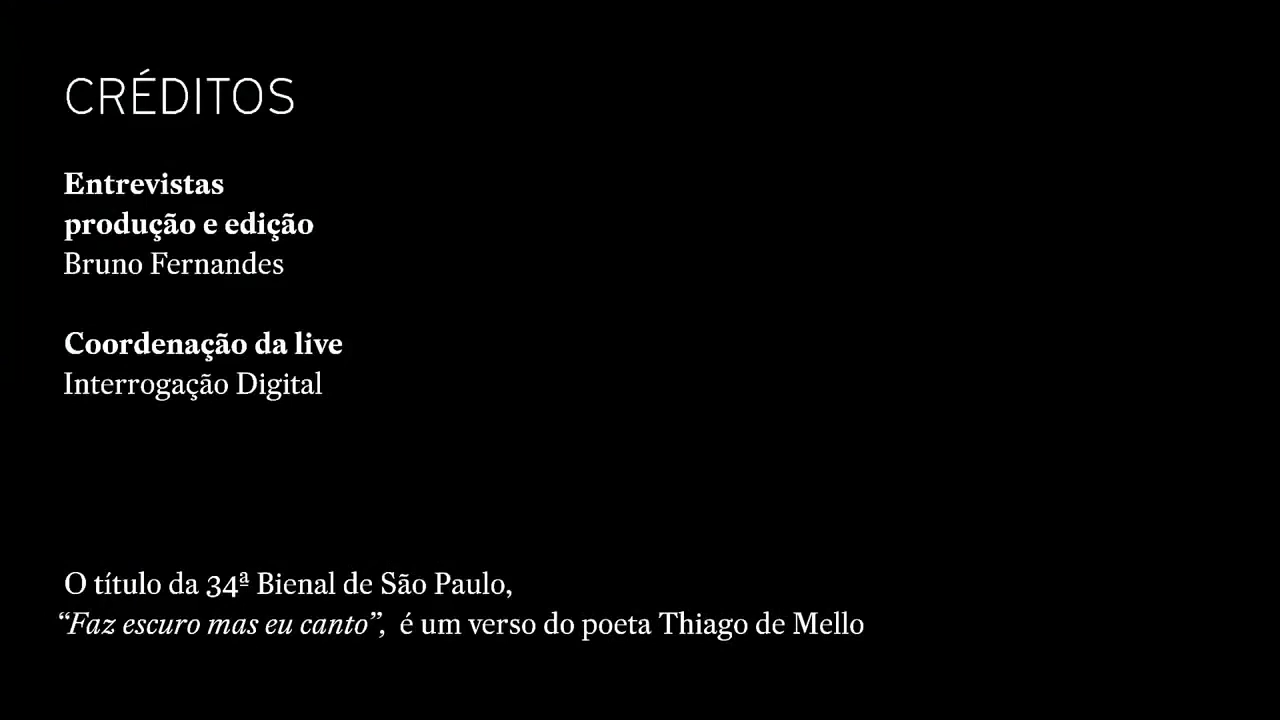 CRÉDITOS
Entrevistas
produção e edição
Bruno Fernandes
Coordenação da live
Interrogação Digital
O título da 34ª Bienal de São Paulo,
“Faz escuro mas eu canto”, é um verso do poeta Thiago de Mello